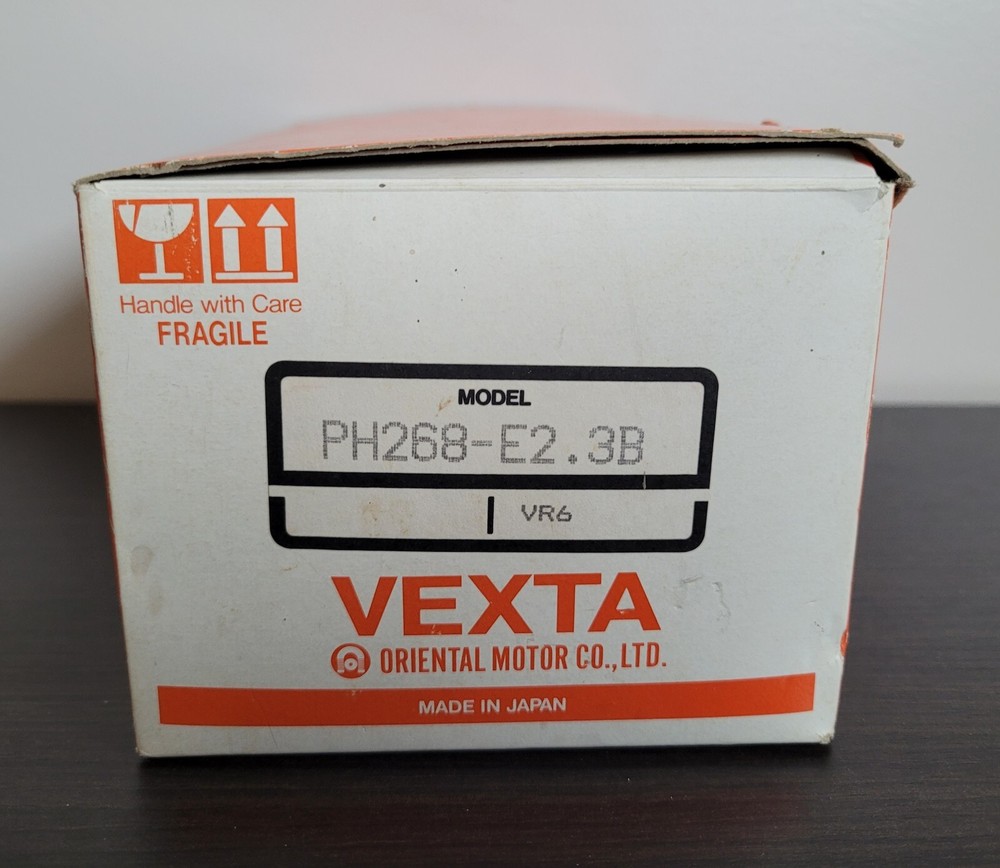 Handle with Care
FRAGILE
MODEL
PH268-E2.3B
VR6
VEXTA
ORIENTAL MOTOR CO., LTD.
MADE IN JAPAN